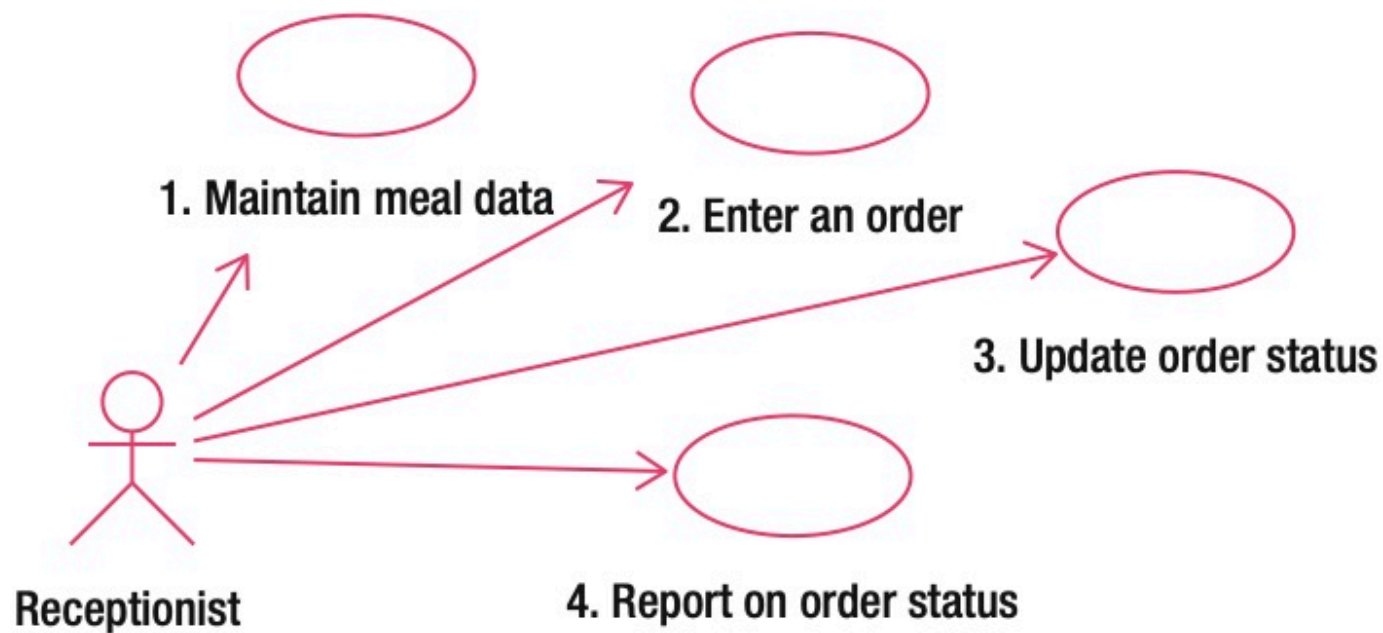 1. Maintain meal data
2. Enter an order
3. Update order status
4. Report on order status
Receptionist